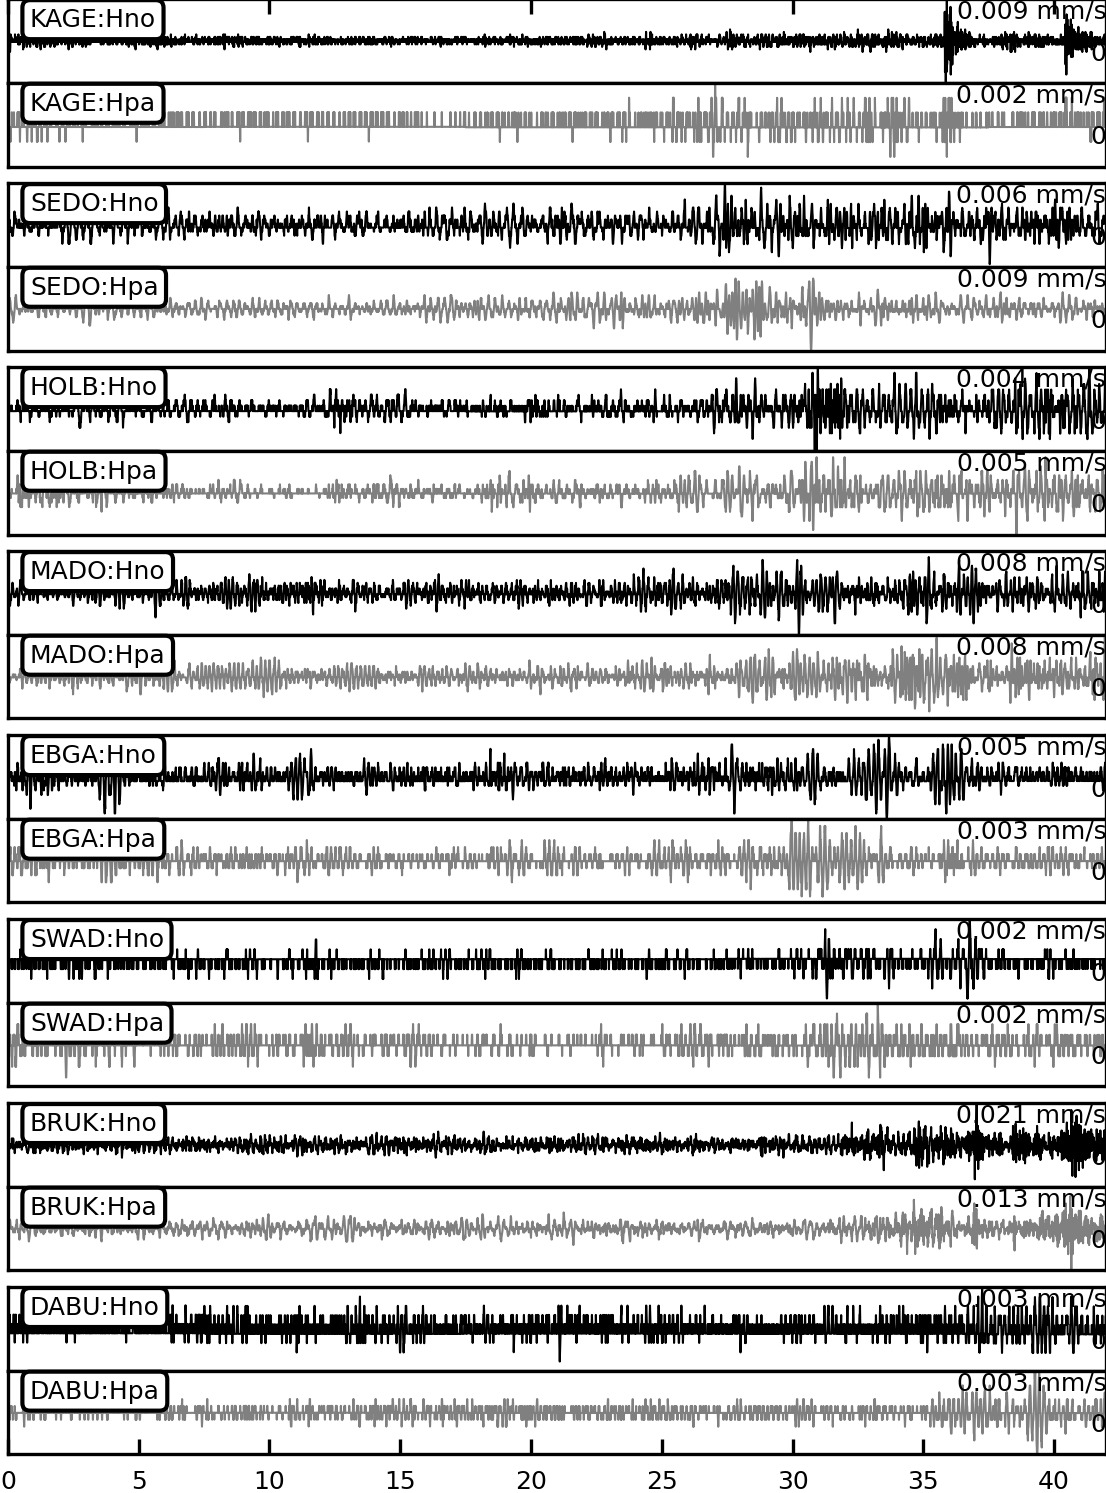 KAGE:Hno 0.009 mm/s
0
KAGE:Hpa 0.002 mm/s
0
SEDO:Hno 0.006 mm/s
0
SEDO:Hpa 0.009 mm/s
0
HOLB:Hno 0.004 mm/s
0
HOLB:Hpa 0.005 mm/s
0
MADO:Hno 0.008 mm/s
0
MADO:Hpa 0.008 mm/s
0
EBGA:Hno 0.005 mm/s
0
EBGA:Hpa 0.003 mm/s
0
SWAD:Hno 0.002 mm/s
0
SWAD:Hpa 0.002 mm/s
0
BRUK:Hno 0.021 mm/s
0
BRUK:Hpa 0.013 mm/s
0
DABU:Hno 0.003 mm/s
0
DABU:Hpa 0.003 mm/s
0
0 5 10 15 20 25 30 35 40